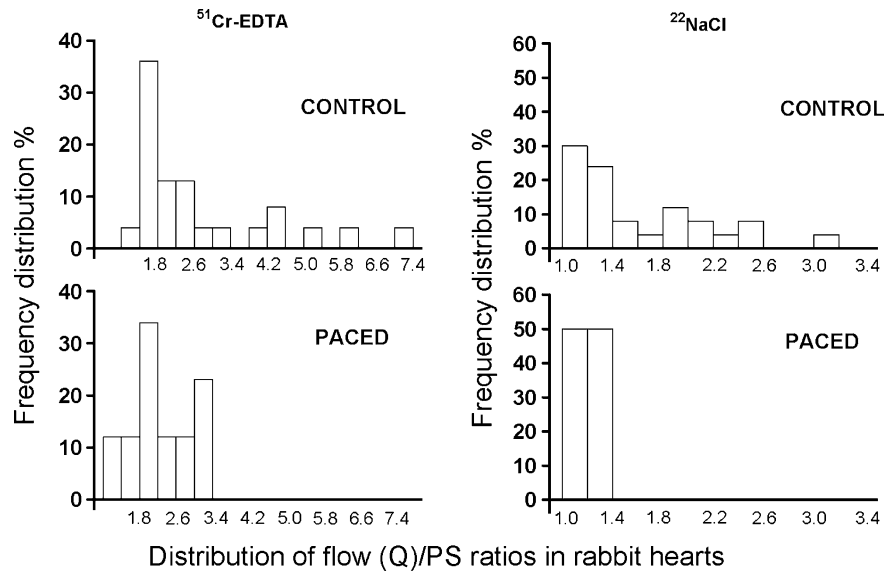 51Cr-EDTA
22NaCl
Frequency distribution %
40
30
20
10
0
CONTROL
1.8 2.6 3.4 4.2 5.0 5.8 6.6 7.4
Frequency distribution %
60
50
40
30
20
10
0
CONTROL
1.0 1.4 1.8 2.2 2.6 3.0 3.4
40
30
20
10
0
PACED
1.8 2.6 3.4 4.2 5.0 5.8 6.6 7.4
60
50
40
30
20
10
0
PACED
1.0 1.4 1.8 2.2 2.6 3.0 3.4
Distribution of flow (Q)/PS ratios in rabbit hearts